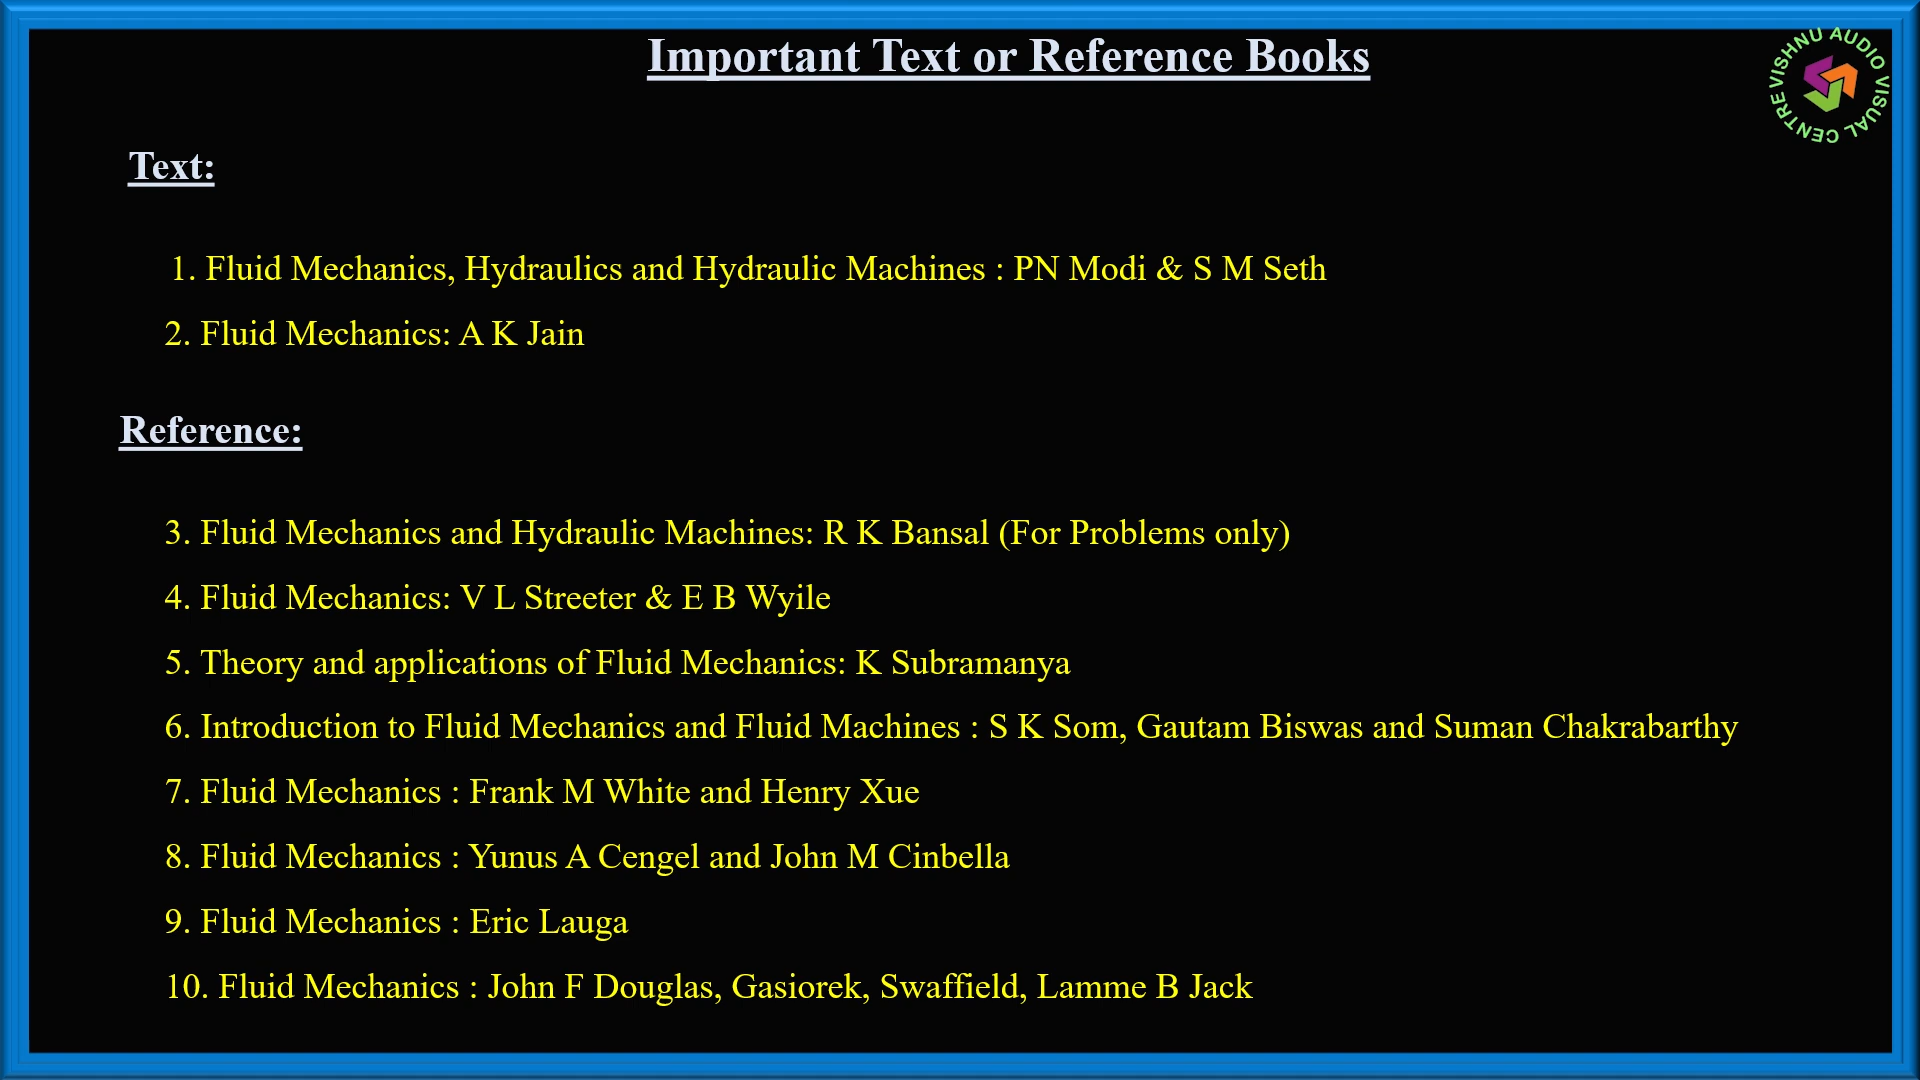 Important Text or Reference Books
VISHNU AUDIO VISUAL CENTRE
Text:
1. Fluid Mechanics, Hydraulics and Hydraulic Machines : PN Modi & S M Seth
2. Fluid Mechanics: A K Jain
Reference:
3. Fluid Mechanics and Hydraulic Machines: R K Bansal (For Problems only)
4. Fluid Mechanics: V L Streeter & E B Wyile
5. Theory and applications of Fluid Mechanics: K Subramanya
6. Introduction to Fluid Mechanics and Fluid Machines : S K Som, Gautam Biswas and Suman Chakrabarthy
7. Fluid Mechanics : Frank M White and Henry Xue
8. Fluid Mechanics : Yunus A Cengel and John M Cinbella
9. Fluid Mechanics : Eric Lauga
10. Fluid Mechanics : John F Douglas, Gasiorek, Swaffield, Lamme B Jack